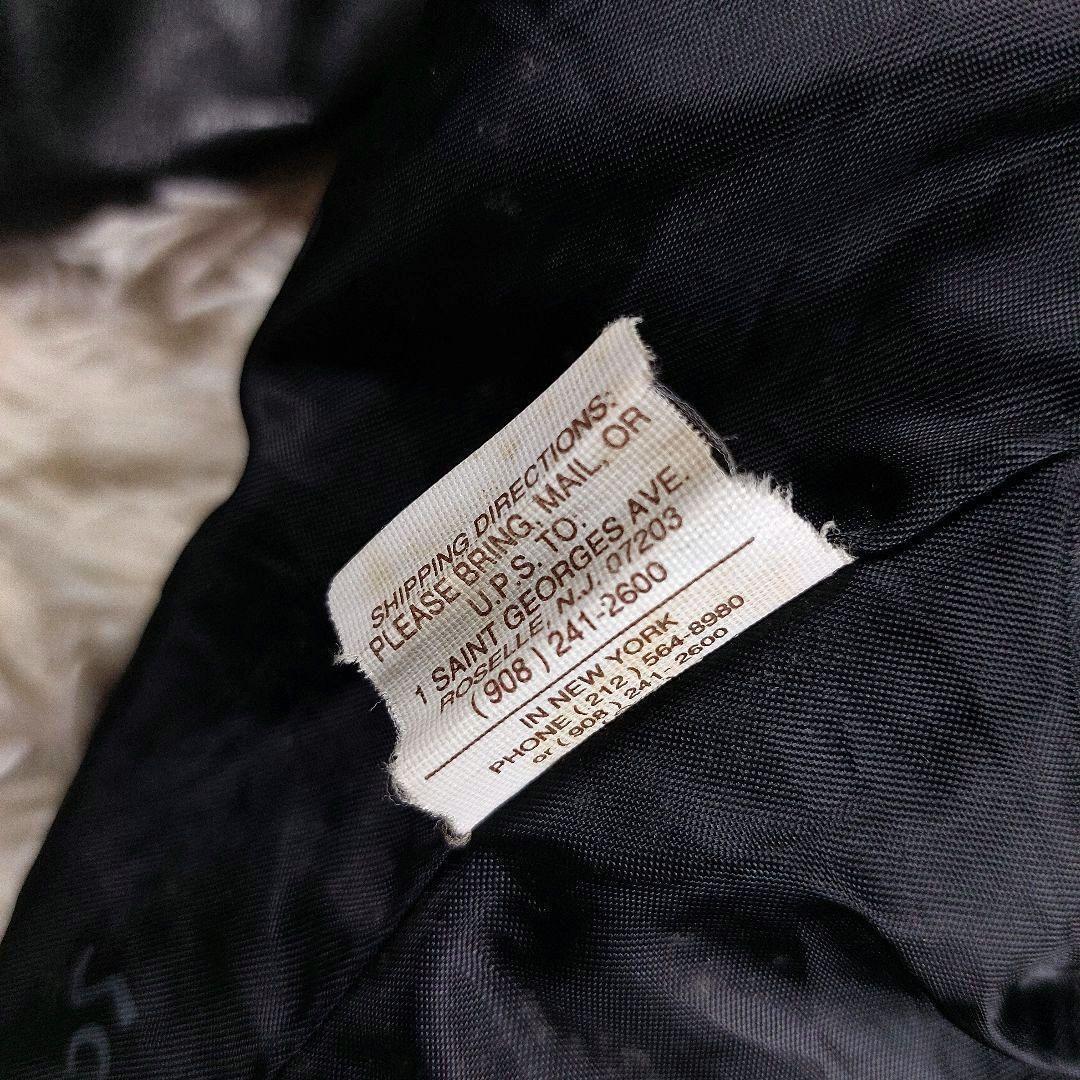 SHIPPING DIRECTIONS:
PLEASE BRING, MAIL, OR
U.P.S. TO.
1 SAINT GEORGES AVE.
ROSELLE, N.J. 07203
(908) 241-2600
IN NEW YORK
PHONE (212) 564-8980
or (908) 241-2600